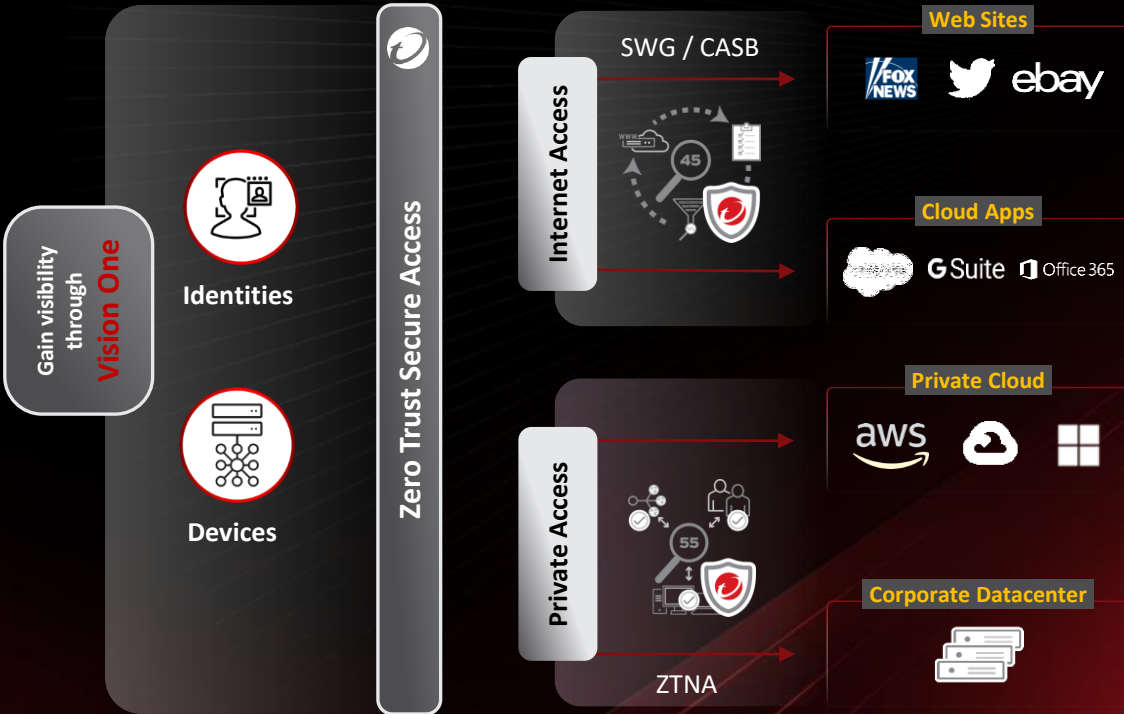 Gain visibility
through
Vision One
Identities
Devices
Zero Trust Secure Access
Internet Access
SWG / CASB
WWW
45
Web Sites
FOX
NEWS
ebay
Cloud Apps
G Suite
Office 365
Private Access
55
ZTNA
Private Cloud
aws
Corporate Datacenter